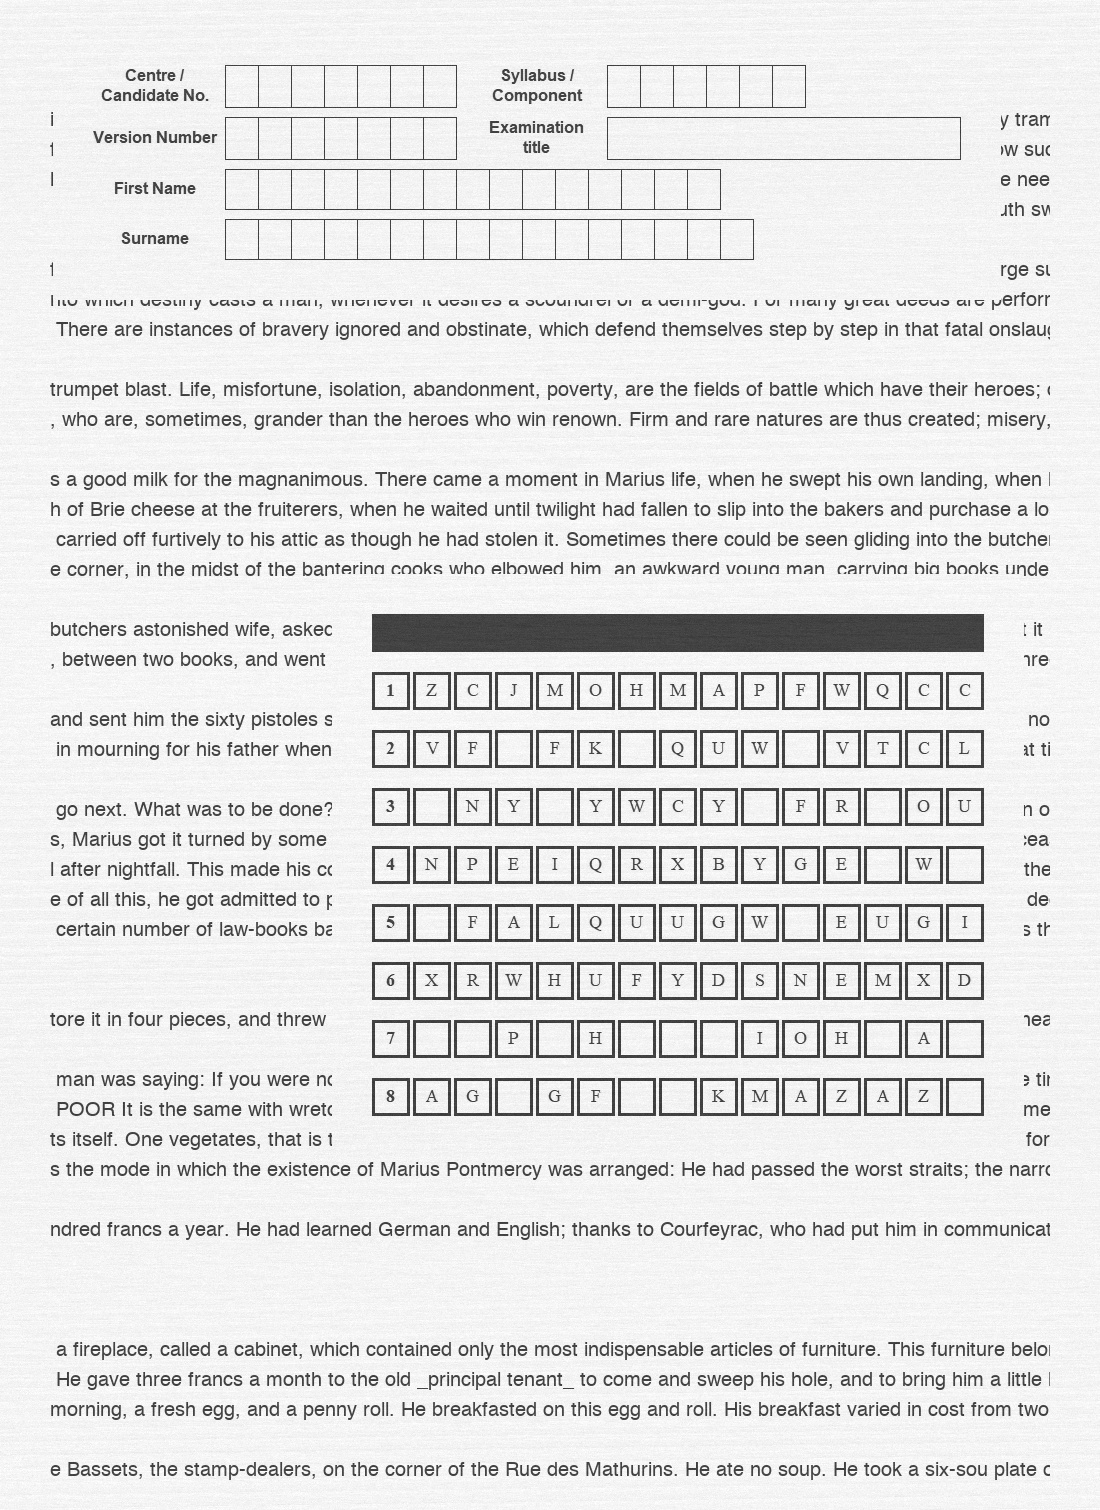 Centre / Candidate No.
Syllabus / Component
Version Number
Examination title
First Name
Surname
i y tram
ow suc
l e nee
uth sw
rge su
nto which destiny casts a man, whenever it desires a scoundrel or a demi-god. For many great deeds are perform
There are instances of bravery ignored and obstinate, which defend themselves step by step in that fatal onslaug
trumpet blast. Life, misfortune, isolation, abandonment, poverty, are the fields of battle which have their heroes;
, who are, sometimes, grander than the heroes who win renown. Firm and rare natures are thus created; misery,
s a good milk for the magnanimous. There came a moment in Marius life, when he swept his own landing, when
h of Brie cheese at the fruiterers, when he waited until twilight had fallen to slip into the bakers and purchase a lo
carried off furtively to his attic as though he had stolen it. Sometimes there could be seen gliding into the butcher
e corner, in the midst of the bantering cooks who elbowed him, an awkward young man, carrying big books unde
butchers astonished wife, asked t it
, between two books, and went hre
and sent him the sixty pistoles s no
in mourning for his father when at ti
go next. What was to be done? n o
s, Marius got it turned by some cea
l after nightfall. This made his co the
e of all this, he got admitted to p de
certain number of law-books ba s th
tore it in four pieces, and threw hea
man was saying: If you were no e tim
POOR It is the same with wretc me
ts itself. One vegetates, that is t for
1 Z C J M O H M A P F W Q C C
2 V F F K Q U W V T C L
3 N Y Y W C Y F R O U
4 N P E I Q R X B Y G E W
5 F A L Q U U G W E U G I
6 X R W H U F Y D S N E M X D
7 P H I O H A
8 A G G F K M A Z A Z
s the mode in which the existence of Marius Pontmercy was arranged: He had passed the worst straits; the narro
ndred francs a year. He had learned German and English; thanks to Courfeyrac, who had put him in communicat
a fireplace, called a cabinet, which contained only the most indispensable articles of furniture. This furniture belon
He gave three francs a month to the old _principal tenant_ to come and sweep his hole, and to bring him a little
morning, a fresh egg, and a penny roll. He breakfasted on this egg and roll. His breakfast varied in cost from two
e Bassets, the stamp-dealers, on the corner of the Rue des Mathurins. He ate no soup. He took a six-sou plate o